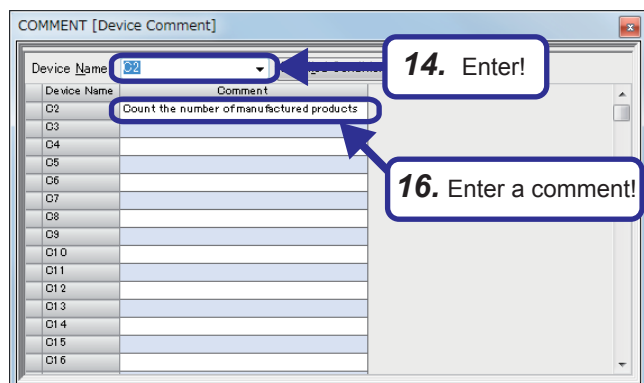 COMMENT [Device Comment]
Device Name C2
14. Enter!
Device Name Comment
C2 Count the number of manufactured products
C3
C4
C5
C6
16. Enter a comment!
C7
C8
C9
C10
C11
C12
C13
C14
C15
C16